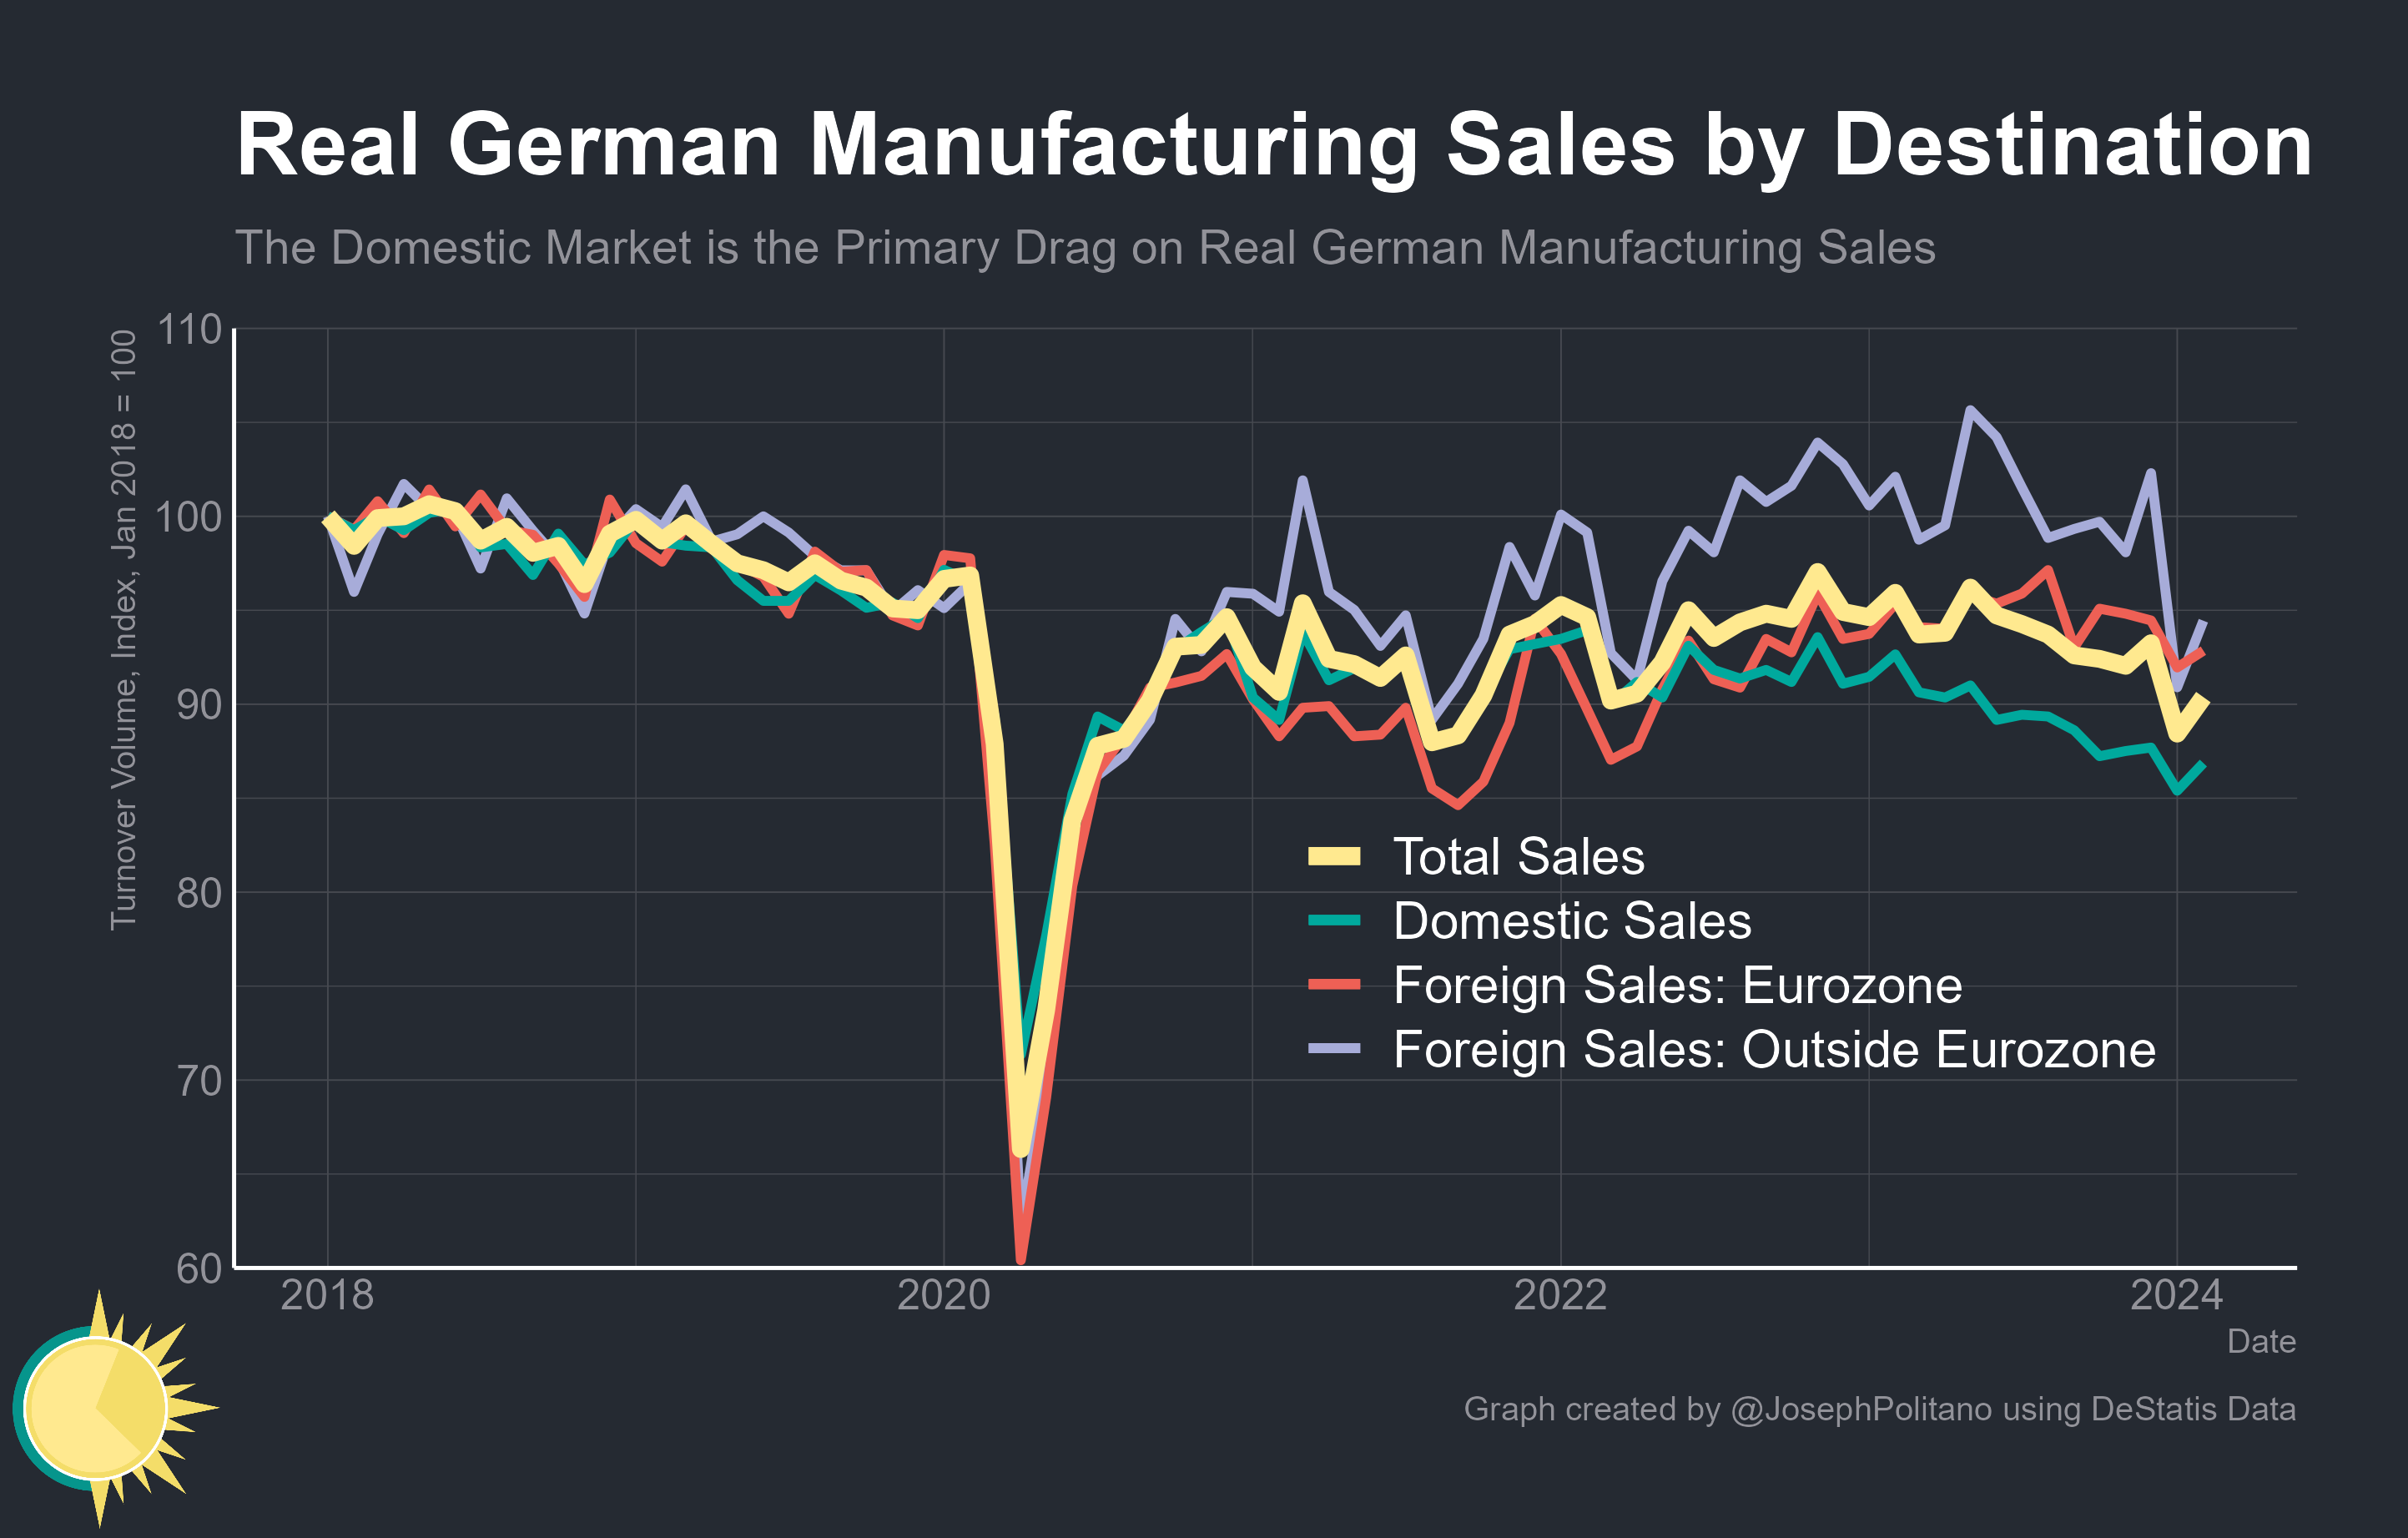 Real German Manufacturing Sales by Destination
The Domestic Market is the Primary Drag on Real German Manufacturing Sales
Turnover Volume, Index, Jan 2018 = 100
110
100
90
80
70
60
Total Sales
Domestic Sales
Foreign Sales: Eurozone
Foreign Sales: Outside Eurozone
2018
2020
2022
2024
Date
Graph created by @JosephPolitano using DeStatis Data